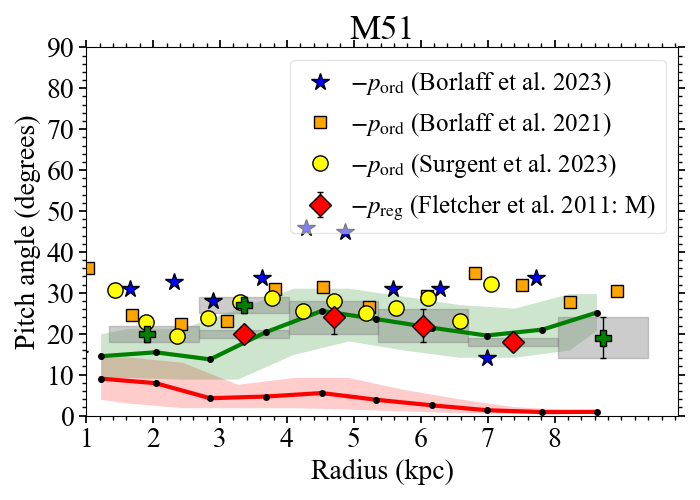 M51
90
80
70
60
50
40
30
20
10
0
Pitch angle (degrees)
−p_ord (Borlaff et al. 2023)
−p_ord (Borlaff et al. 2021)
−p_ord (Surgent et al. 2023)
−p_reg (Fletcher et al. 2011: M)
1 2 3 4 5 6 7 8
Radius (kpc)